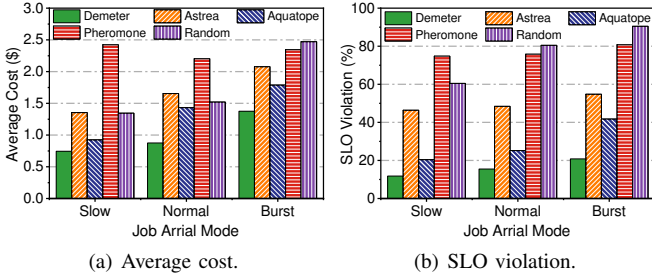 Demeter Astrea Aquatope
Pheromone Random
3.0
2.5
2.0
1.5
1.0
0.5
0.0
Average Cost ($)
Slow Normal Burst
Job Arrial Mode
(a) Average cost.
Demeter Astrea Aquatope
Pheromone Random
100
80
60
40
20
0
SLO Violation (%)
Slow Normal Burst
Job Arrial Mode
(b) SLO violation.